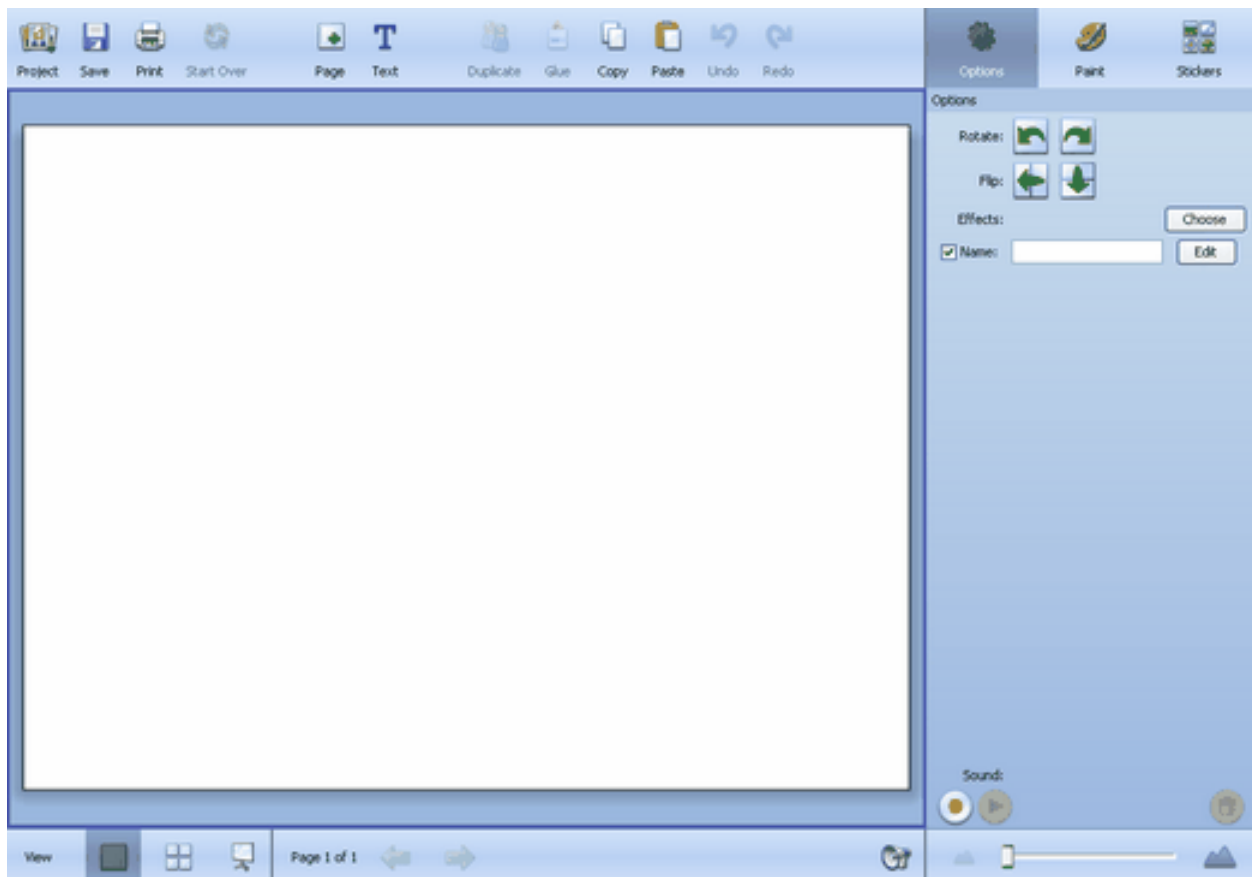 Project Save Print Start Over Page Text Duplicate Glue Copy Paste Undo Redo Options Paint Stickers
Options
Rotate:
Flip:
Effects: Choose
Name: Edit
Sound:
View Page 1 of 1